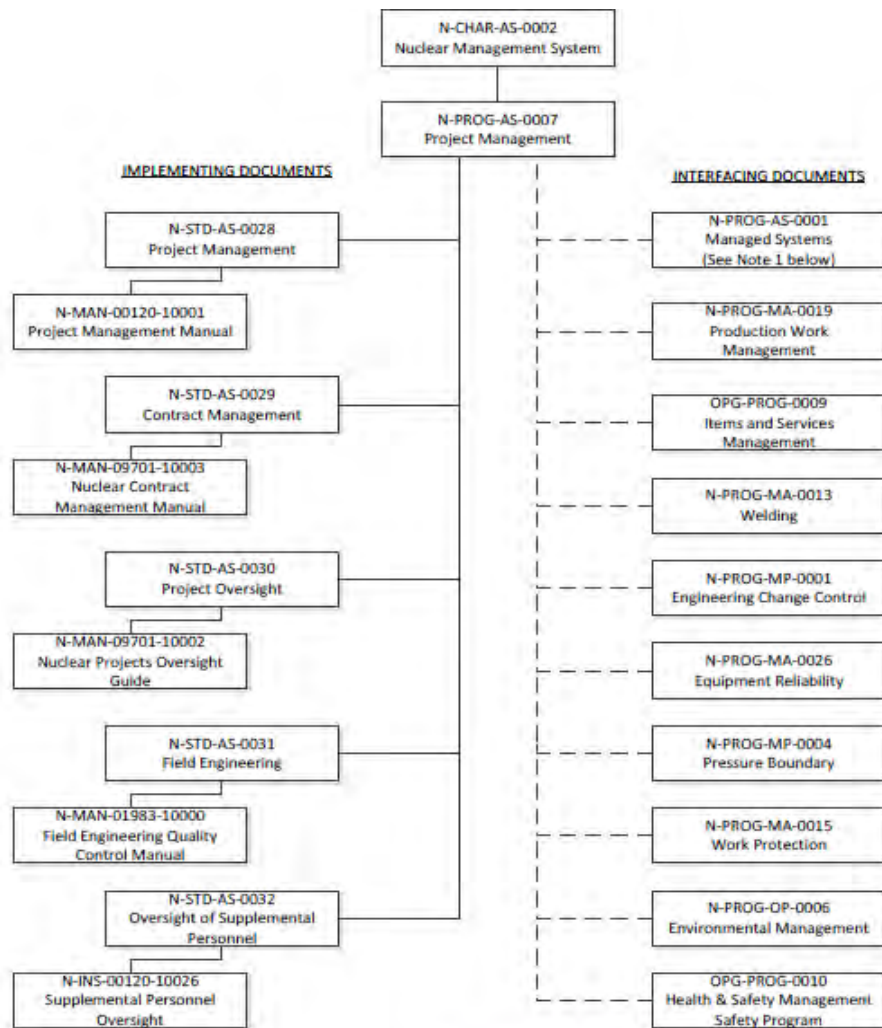 N-CHAR-AS-0002
Nuclear Management System
N-PROG-AS-0007
Project Management
IMPLEMENTING DOCUMENTS
N-STD-AS-0028
Project Management
N-MAN-00120-10001
Project Management Manual
N-STD-AS-0029
Contract Management
N-MAN-09701-10003
Nuclear Contract
Management Manual
N-STD-AS-0030
Project Oversight
N-MAN-09701-10002
Nuclear Projects Oversight
Guide
N-STD-AS-0031
Field Engineering
N-MAN-01983-10000
Field Engineering Quality
Control Manual
N-STD-AS-0032
Oversight of Supplemental
Personnel
N-INS-00120-10026
Supplemental Personnel
Oversight
INTERFACING DOCUMENTS
N-PROG-AS-0001
Managed Systems
(See Note 1 below)
N-PROG-MA-0019
Production Work
Management
OPG-PROG-0009
Items and Services
Management
N-PROG-MA-0013
Welding
N-PROG-MP-0001
Engineering Change Control
N-PROG-MA-0026
Equipment Reliability
N-PROG-MP-0004
Pressure Boundary
N-PROG-MA-0015
Work Protection
N-PROG-OP-0006
Environmental Management
OPG-PROG-0010
Health & Safety Management
Safety Program